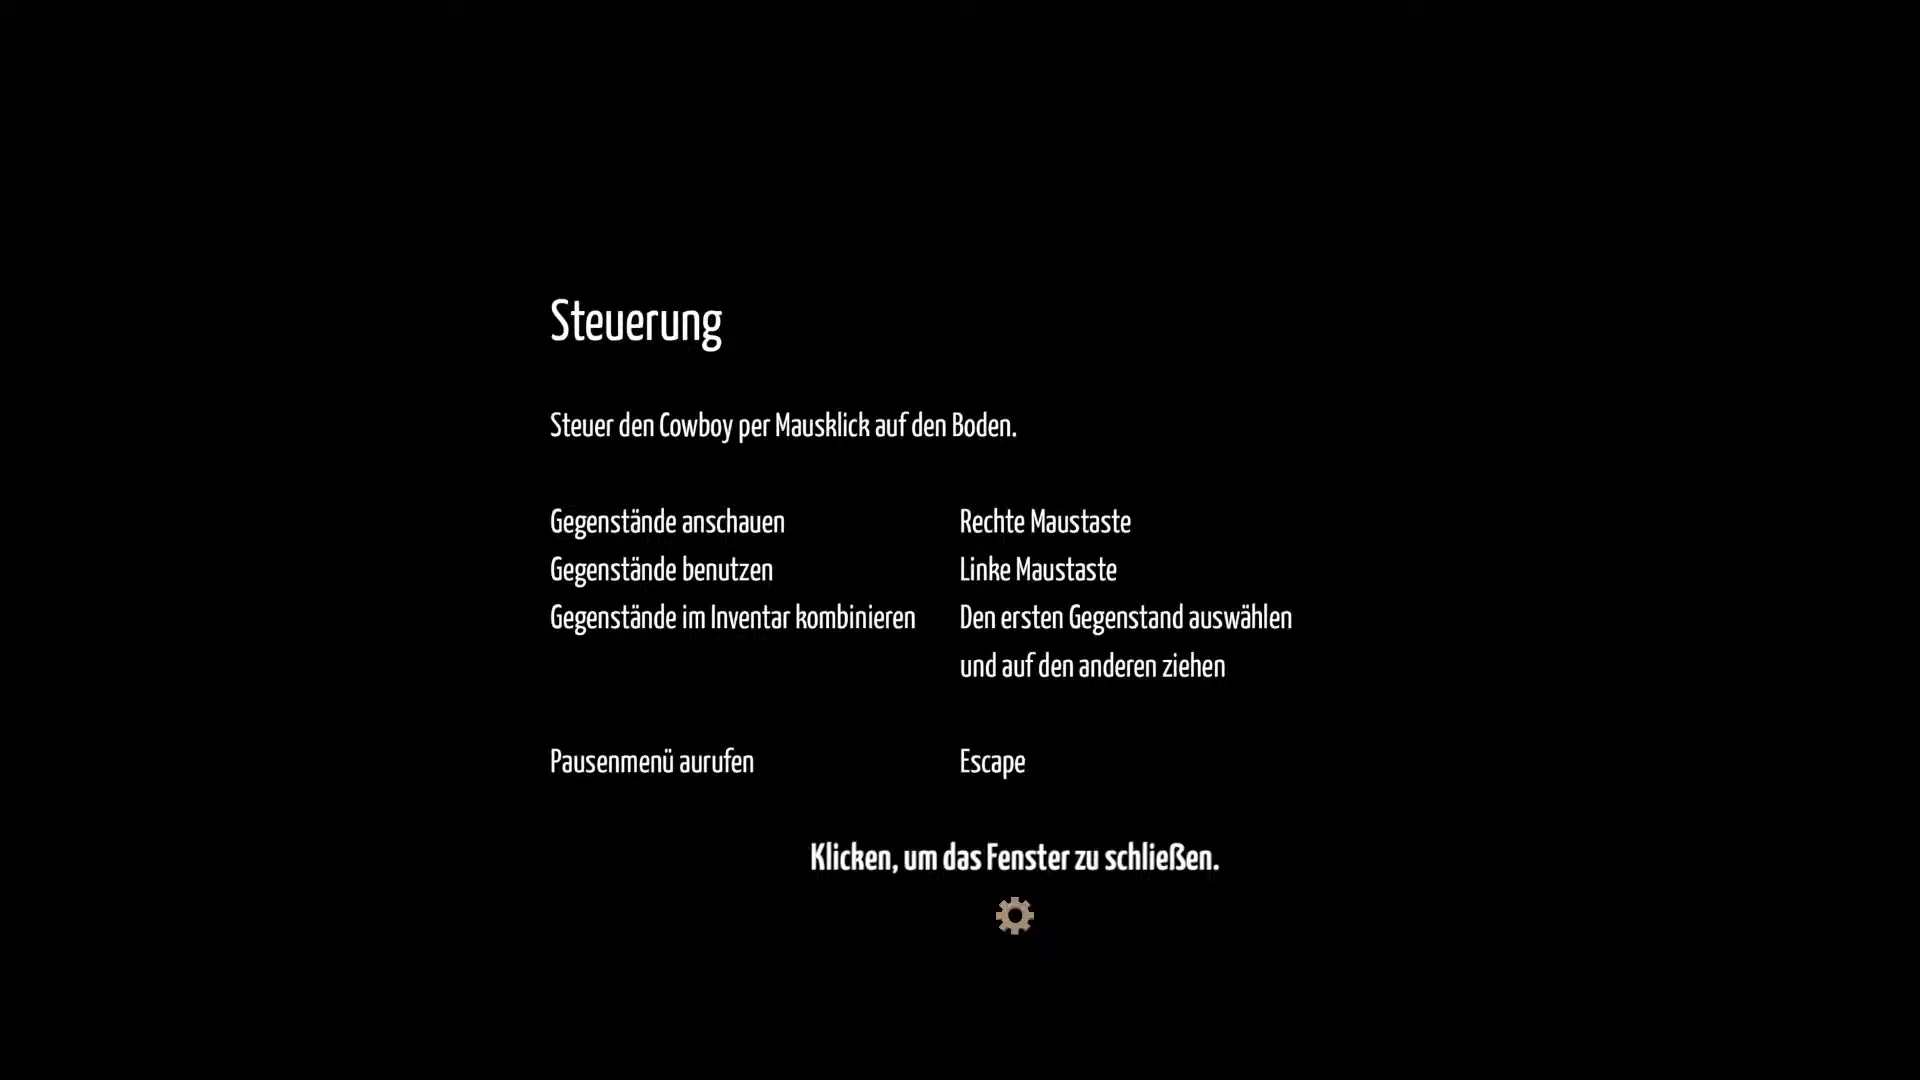 Steuerung
Steuer den Cowboy per Mausklick auf den Boden.
Gegenstände anschauen Rechte Maustaste
Gegenstände benutzen Linke Maustaste
Gegenstände im Inventar kombinieren Den ersten Gegenstand auswählen
und auf den anderen ziehen
Pausenmenü aurufen Escape
Klicken, um das Fenster zu schließen.